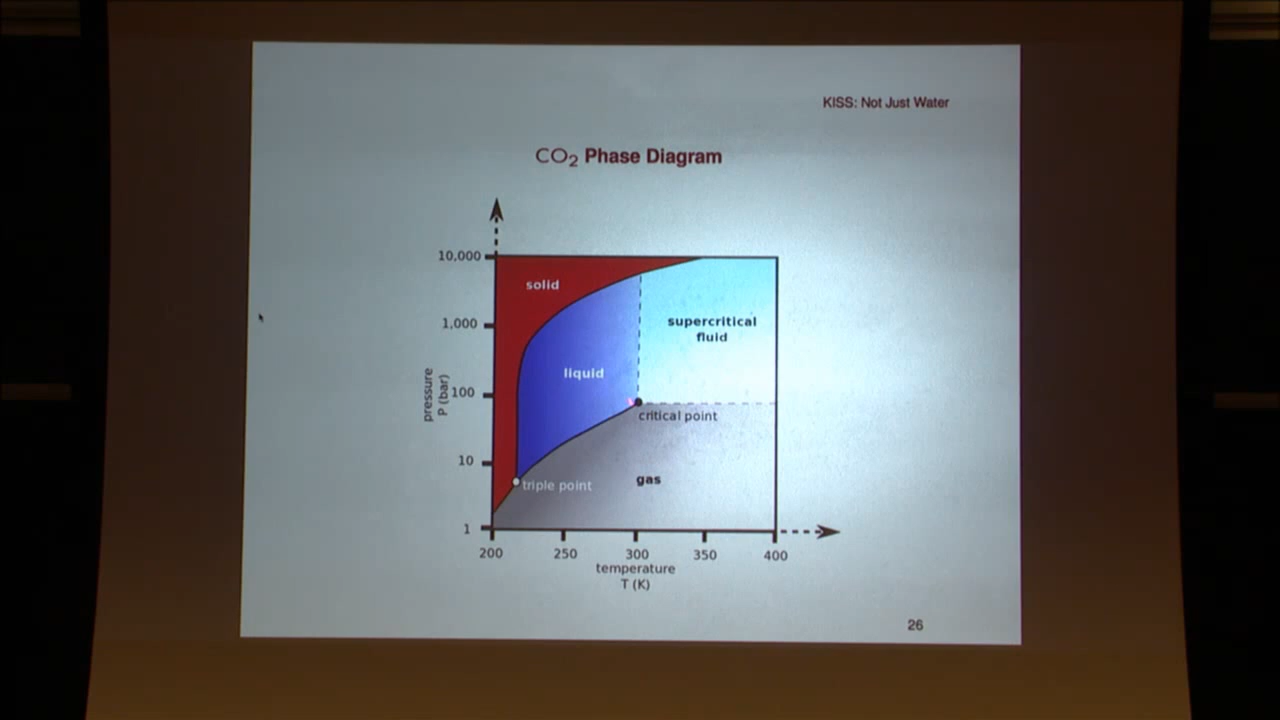 KISS: Not Just Water
CO₂ Phase Diagram
10,000
1,000
100
10
1
pressure
P (bar)
solid
liquid
supercritical
fluid
critical point
triple point
gas
200
250
300
350
400
temperature
T (K)
26